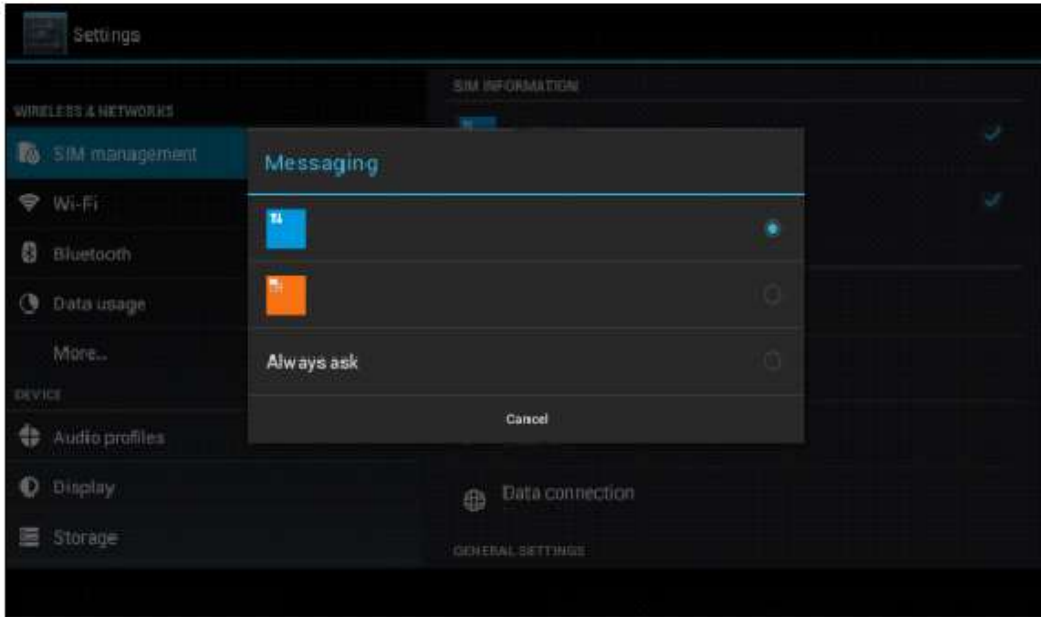 Settings
SIM INFORMATION
WIRELESS & NETWORKS
SIM management
Wi-Fi
Bluetooth
Data usage
More...
DEVICE
Audio profiles
Display
Storage
Messaging
Always ask
Cancel
Data connection
GENERAL SETTINGS